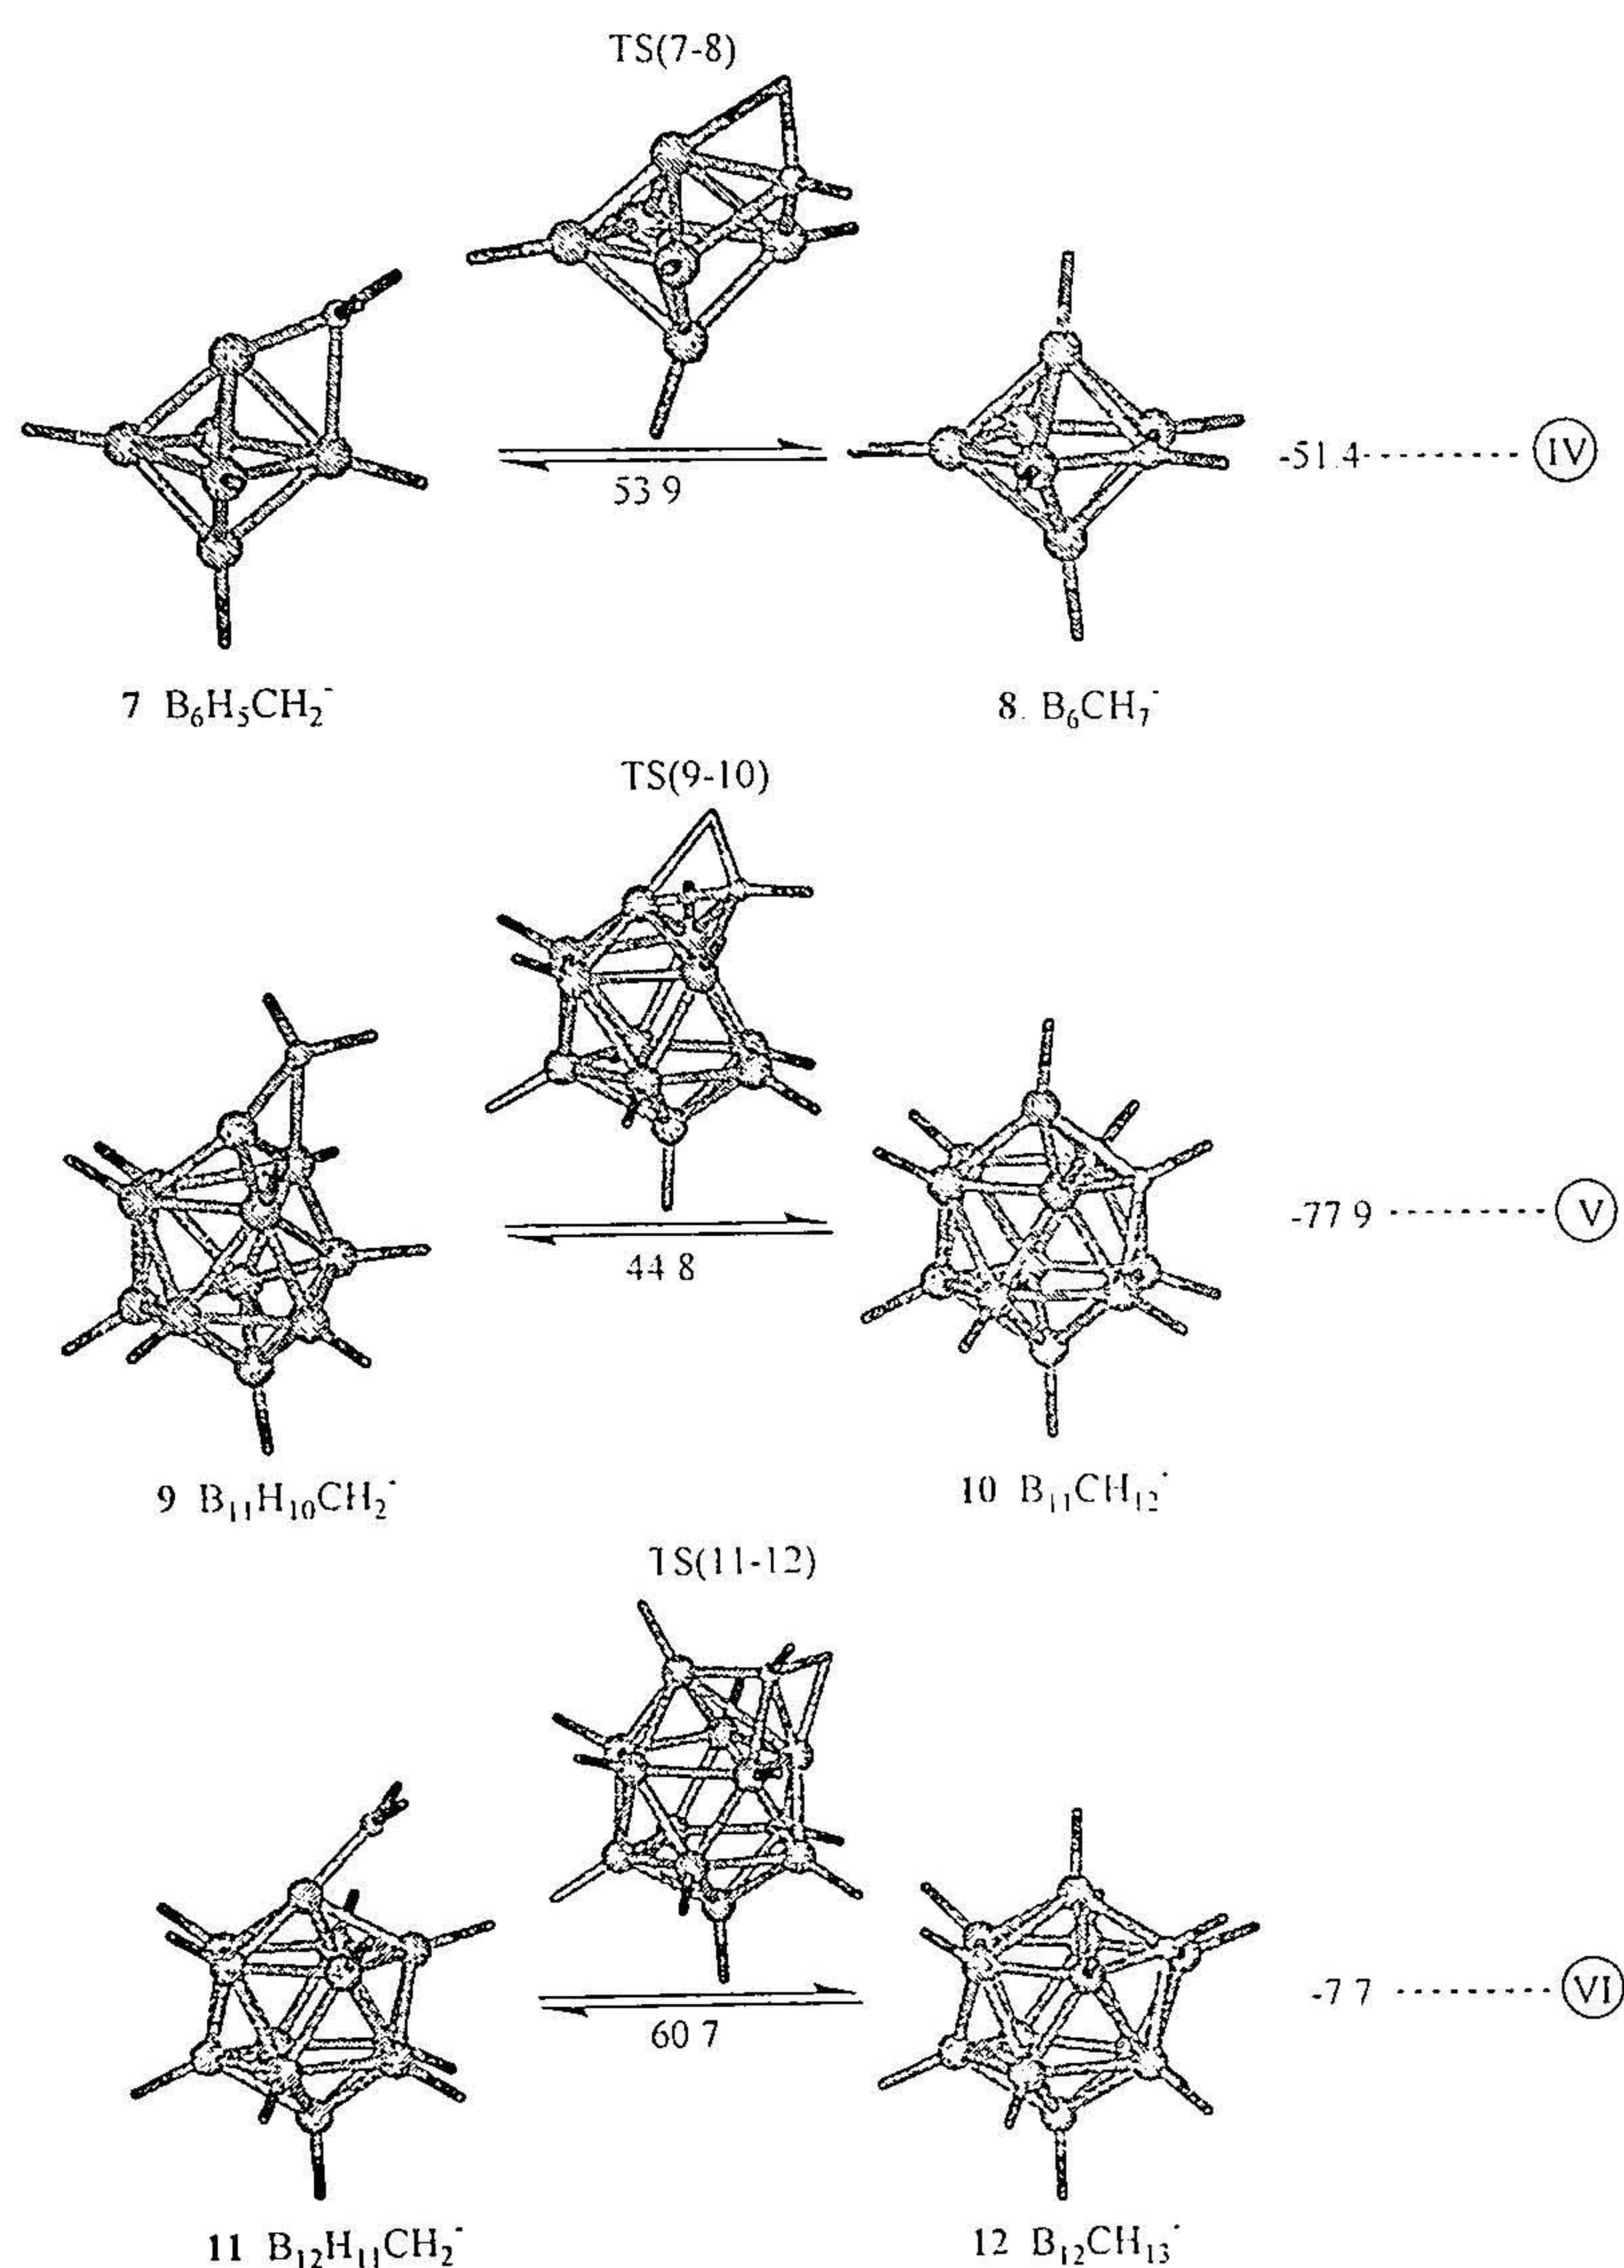 TS(7-8)
53 9
-51.4
IV
7 B₆H₅CH₂⁻
8. B₆CH₇⁻
TS(9-10)
44 8
-77 9
V
9 B₁₁H₁₀CH₂⁻
10 B₁₁CH₁₂⁻
TS(11-12)
60 7
-7 7
VI
11 B₁₂H₁₁CH₂⁻
12 B₁₂CH₁₃⁻